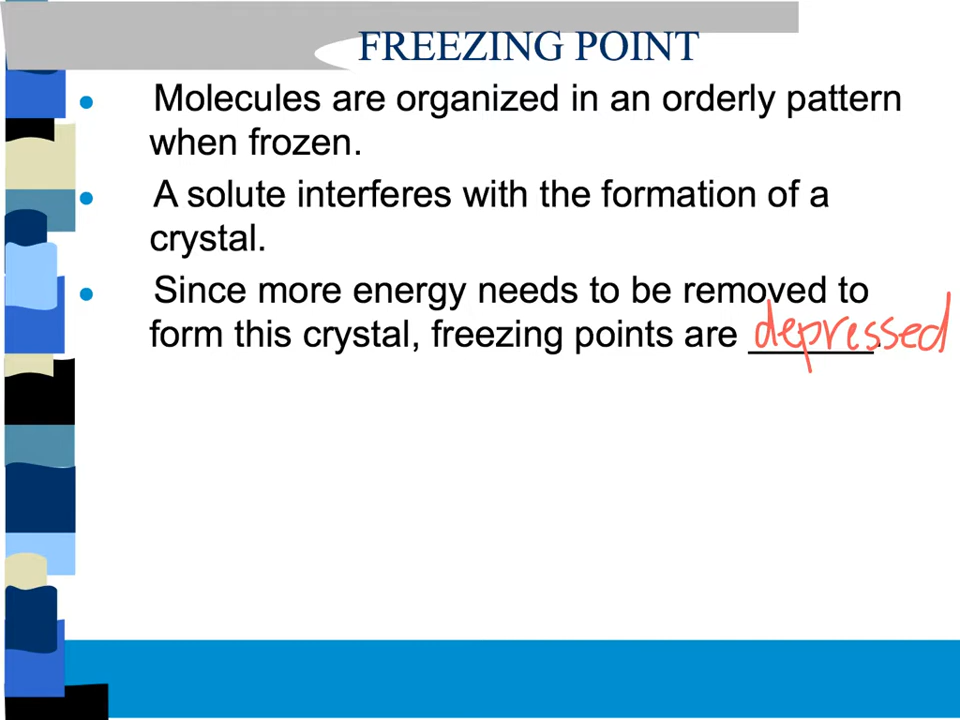 FREEZING POINT
• Molecules are organized in an orderly pattern
when frozen.
• A solute interferes with the formation of a
crystal.
• Since more energy needs to be removed to
form this crystal, freezing points are depressed.